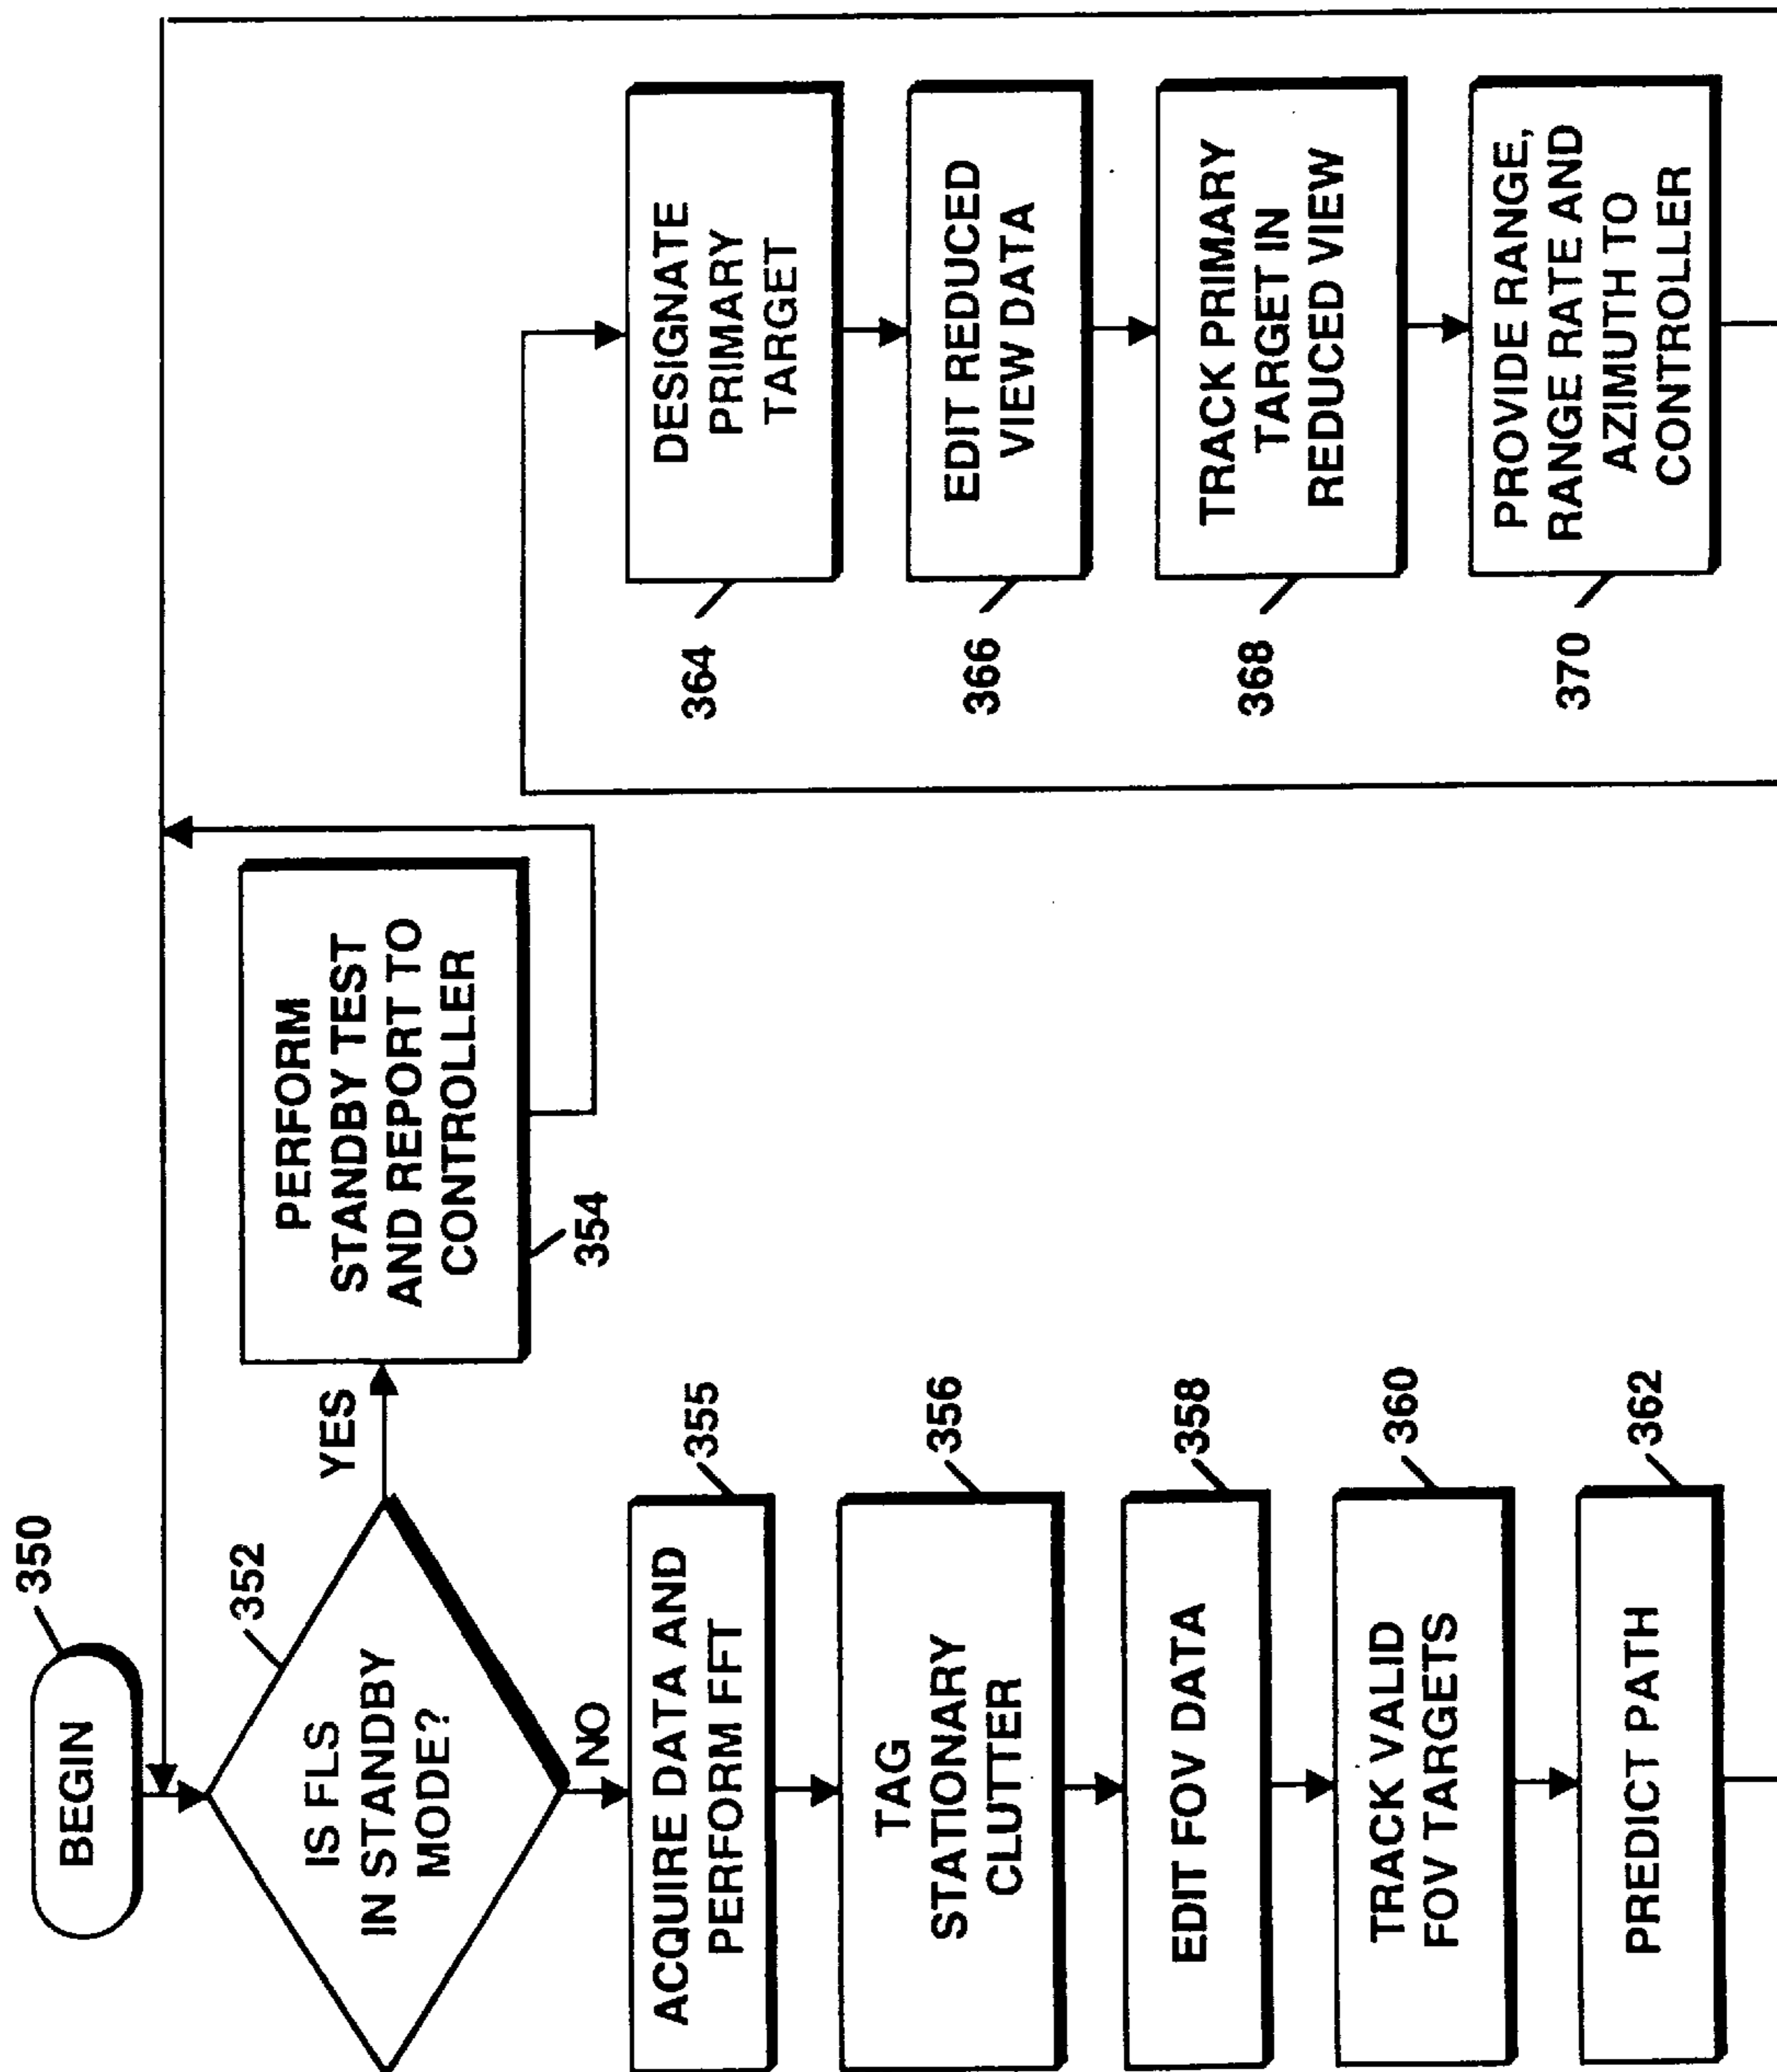 350
BEGIN
352
IS FLS
IN STANDBY
MODE?
YES
PERFORM
STANDBY TEST
AND REPORT TO
CONTROLLER
354
NO
ACQUIRE DATA AND
PERFORM FFT
355
TAG
STATIONARY
CLUTTER
356
EDIT FOV DATA
358
TRACK VALID
FOV TARGETS
360
PREDICT PATH
362
DESIGNATE
PRIMARY
TARGET
364
EDIT REDUCED
VIEW DATA
366
TRACK PRIMARY
TARGET IN
REDUCED VIEW
368
PROVIDE RANGE,
RANGE RATE AND
AZIMUTH TO
CONTROLLER
370